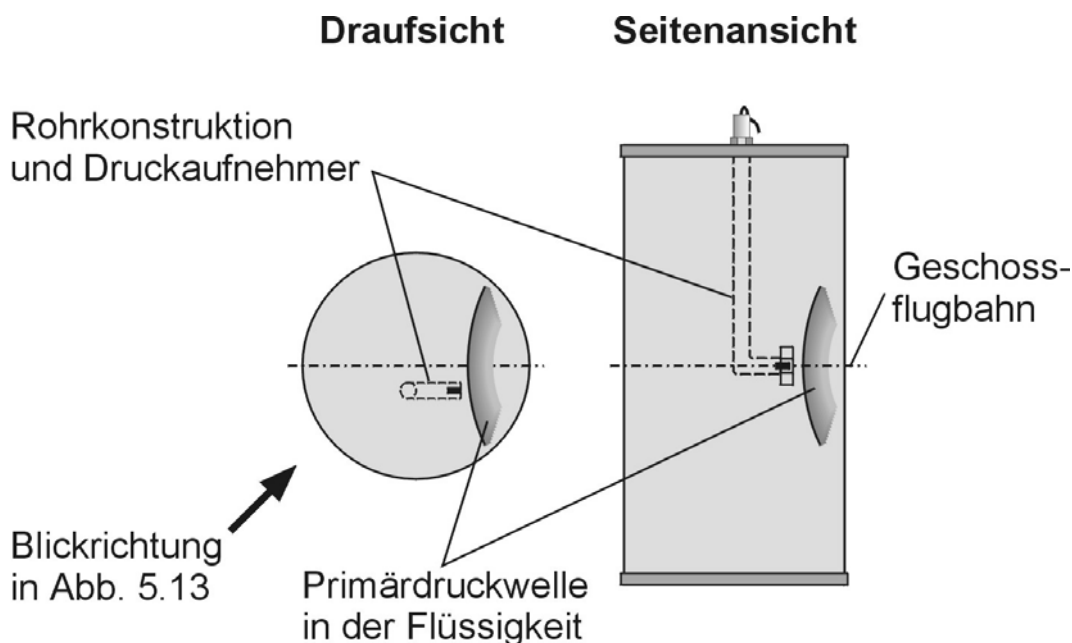 Draufsicht
Seitenansicht
Rohrkonstruktion
und Druckaufnehmer
Geschoss-
flugbahn
Blickrichtung
in Abb. 5.13
Primärdruckwelle
in der Flüssigkeit